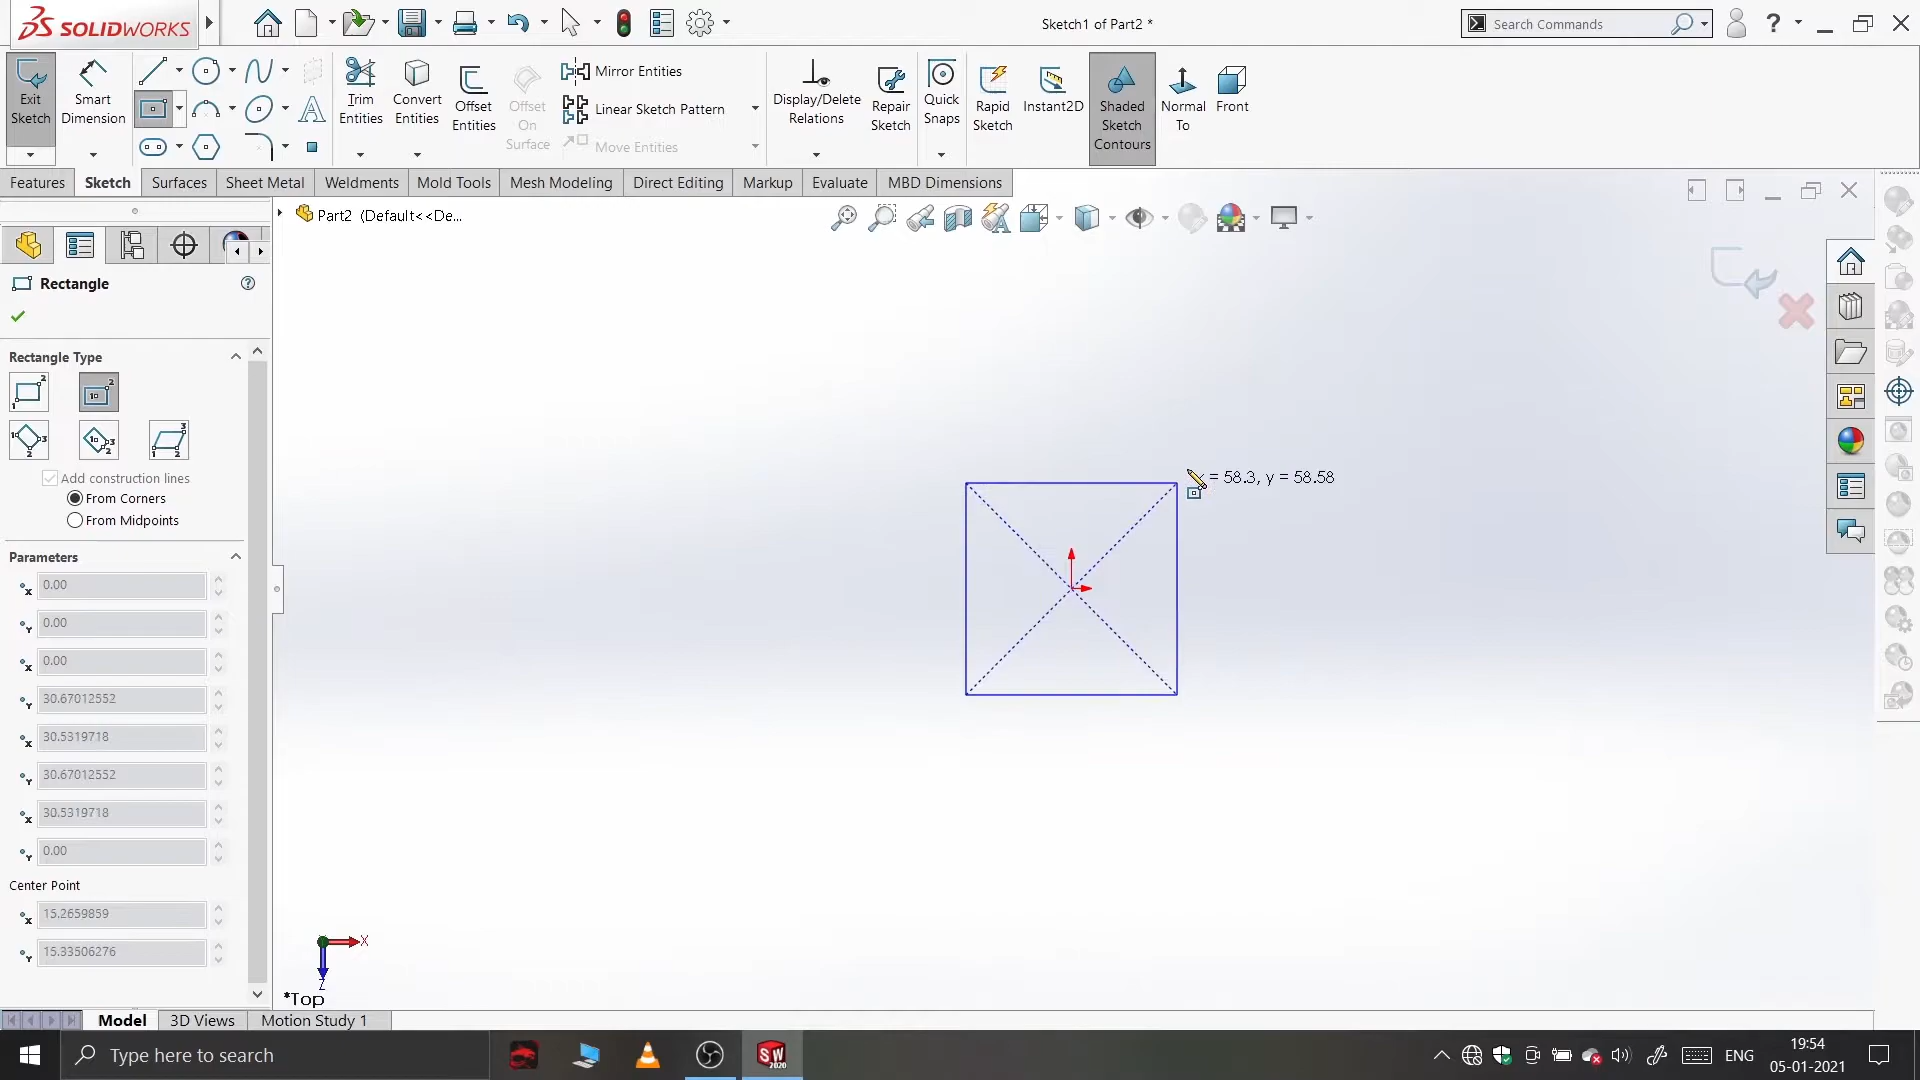 SOLIDWORKS
Sketch1 of Part2 *
Search Commands
?
Exit
Sketch
Smart
Dimension
Trim
Entities
Convert
Entities
Offset
Entities
Offset
On
Surface
Mirror Entities
Linear Sketch Pattern
Move Entities
Display/Delete
Relations
Repair
Sketch
Quick
Snaps
Rapid
Sketch
Instant2D
Shaded
Sketch
Contours
Normal
To
Front
Features
Sketch
Surfaces
Sheet Metal
Weldments
Mold Tools
Mesh Modeling
Direct Editing
Markup
Evaluate
MBD Dimensions
Part2 (Default<<De...
Rectangle
Rectangle Type
Add construction lines
From Corners
From Midpoints
Parameters
0.00
0.00
0.00
30.67012552
30.5319718
30.67012552
30.5319718
0.00
Center Point
15.2659859
15.33506276
= 58.3, y = 58.58
X
Z
*Top
Model
3D Views
Motion Study 1
Type here to search
SW
2020
ENG
19:54
05-01-2021